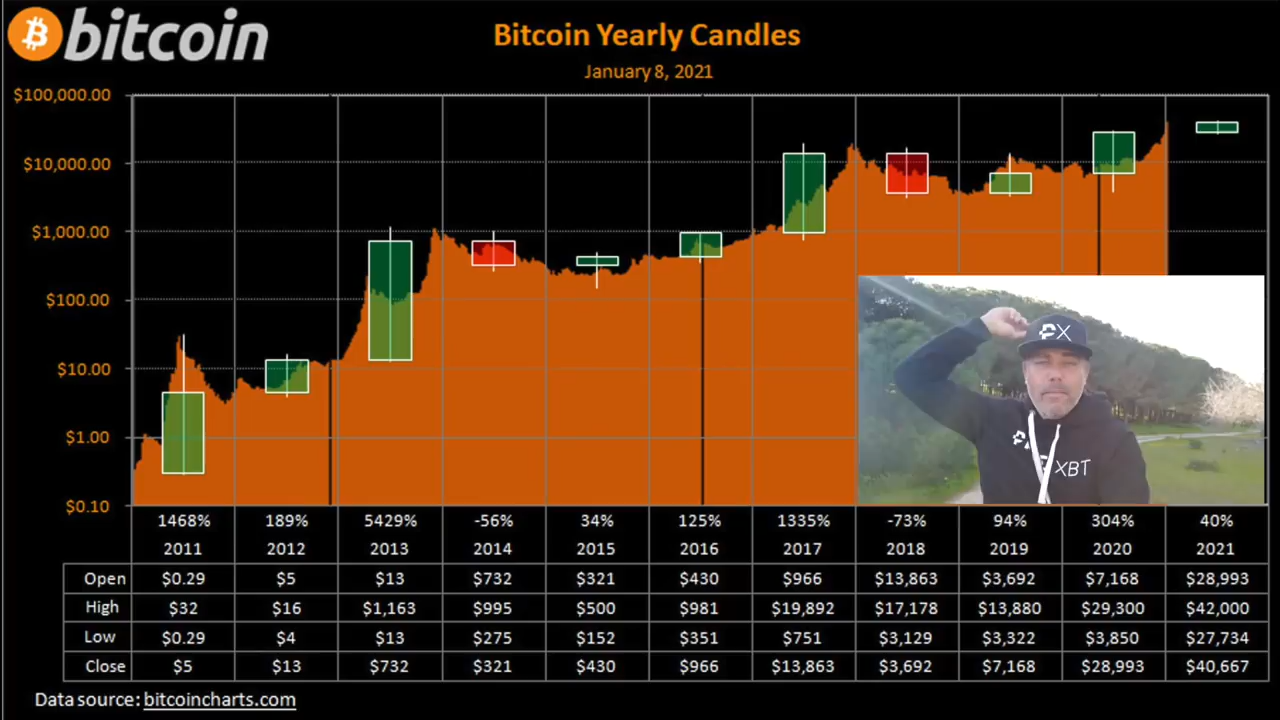 bitcoin
Bitcoin Yearly Candles
January 8, 2021
$100,000.00
$10,000.00
$1,000.00
$100.00
$10.00
$1.00
$0.10
PX
XBT
1468% 189% 5429% -56% 34% 125% 1335% -73% 94% 304% 40%
2011 2012 2013 2014 2015 2016 2017 2018 2019 2020 2021
Open $0.29 $5 $13 $732 $321 $430 $966 $13,863 $3,692 $7,168 $28,993
High $32 $16 $1,163 $995 $500 $981 $19,892 $17,178 $13,880 $29,300 $42,000
Low $0.29 $4 $13 $275 $152 $351 $751 $3,129 $3,322 $3,850 $27,734
Close $5 $13 $732 $321 $430 $966 $13,863 $3,692 $7,168 $28,993 $40,667
Data source: bitcoincharts.com